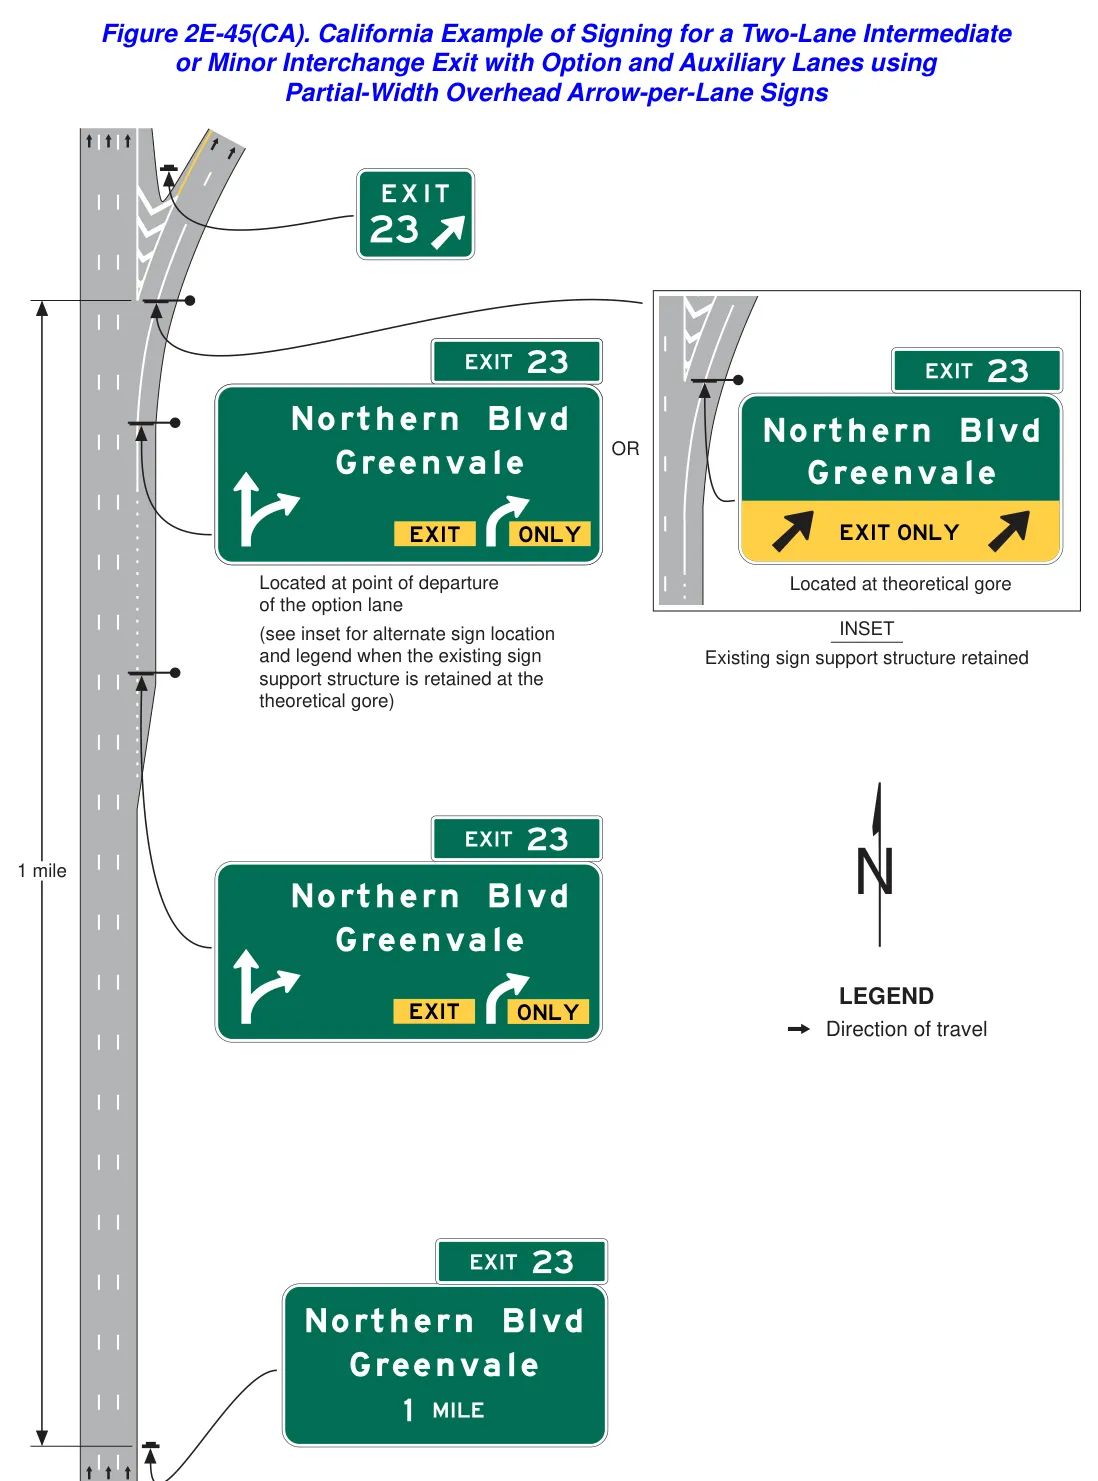 Figure 2E-45(CA). California Example of Signing for a Two-Lane Intermediate
or Minor Interchange Exit with Option and Auxiliary Lanes using
Partial-Width Overhead Arrow-per-Lane Signs
EXIT
23
EXIT 23
Northern Blvd
Greenvale
EXIT ONLY
Located at point of departure
of the option lane
(see inset for alternate sign location
and legend when the existing sign
support structure is retained at the
theoretical gore)
OR
EXIT 23
Northern Blvd
Greenvale
EXIT ONLY
Located at theoretical gore
INSET
Existing sign support structure retained
1 mile
EXIT 23
Northern Blvd
Greenvale
EXIT ONLY
N
LEGEND
Direction of travel
EXIT 23
Northern Blvd
Greenvale
1 MILE